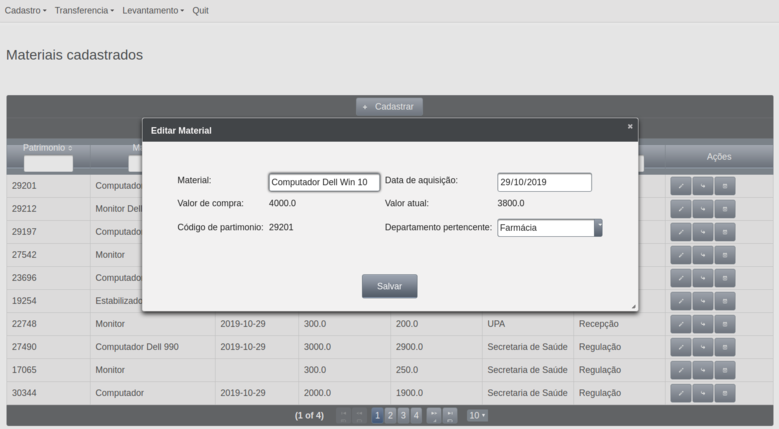 Cadastro Transferencia Levantamento Quit
Materiais cadastrados
Cadastrar
Editar Material
Patrimonio
Ações
Material: Computador Dell Win 10 Data de aquisição: 29/10/2019
Valor de compra: 4000.0 Valor atual: 3800.0
Código de partimonio: 29201 Departamento pertencente: Farmácia
Salvar
29201 Computador
29212 Monitor Dell
29197 Computador
27542 Monitor
23696 Computador
19254 Estabilizado
22748 Monitor 2019-10-29 300.0 200.0 UPA Recepção
27490 Computador Dell 990 2019-10-29 3000.0 2900.0 Secretaria de Saúde Regulação
17065 Monitor 300.0 250.0 Secretaria de Saúde Regulação
30344 Computador 2019-10-29 2000.0 1900.0 Secretaria de Saúde Regulação
(1 of 4) 1 2 3 4 10